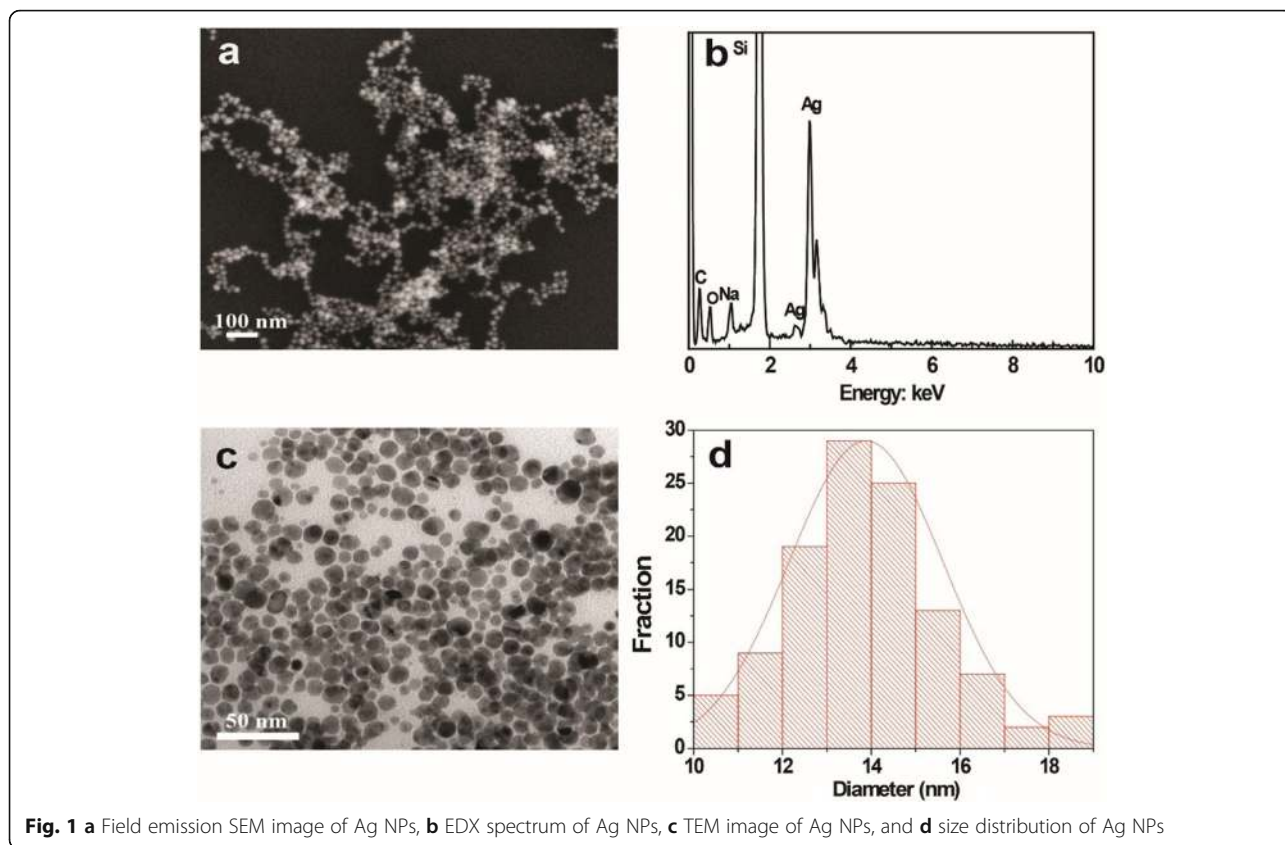 a
100 nm
b
Si
Ag
C
O
Na
Ag
0
2
4
6
8
10
Energy: keV
c
50 nm
d
30
25
20
15
10
5
0
Fraction
10
12
14
16
18
Diameter (nm)
Fig. 1 a Field emission SEM image of Ag NPs, b EDX spectrum of Ag NPs, c TEM image of Ag NPs, and d size distribution of Ag NPs